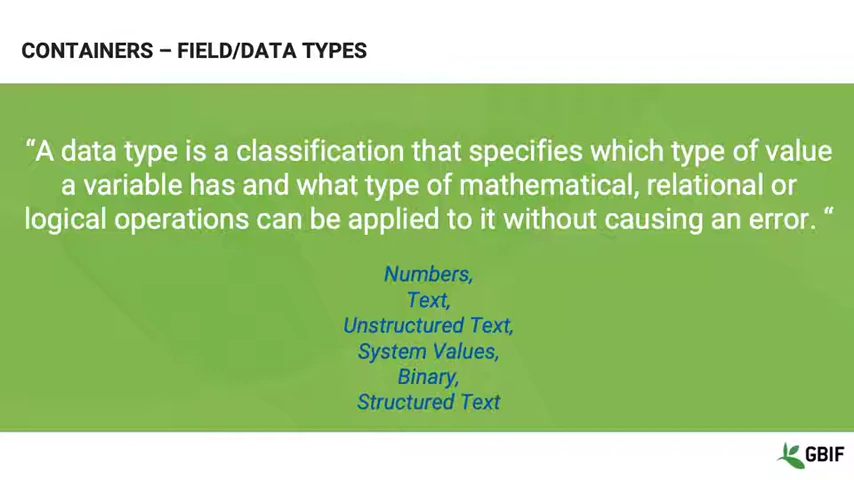 CONTAINERS – FIELD/DATA TYPES
“A data type is a classification that specifies which type of value
a variable has and what type of mathematical, relational or
logical operations can be applied to it without causing an error. “
Numbers,
Text,
Unstructured Text,
System Values,
Binary,
Structured Text
GBIF